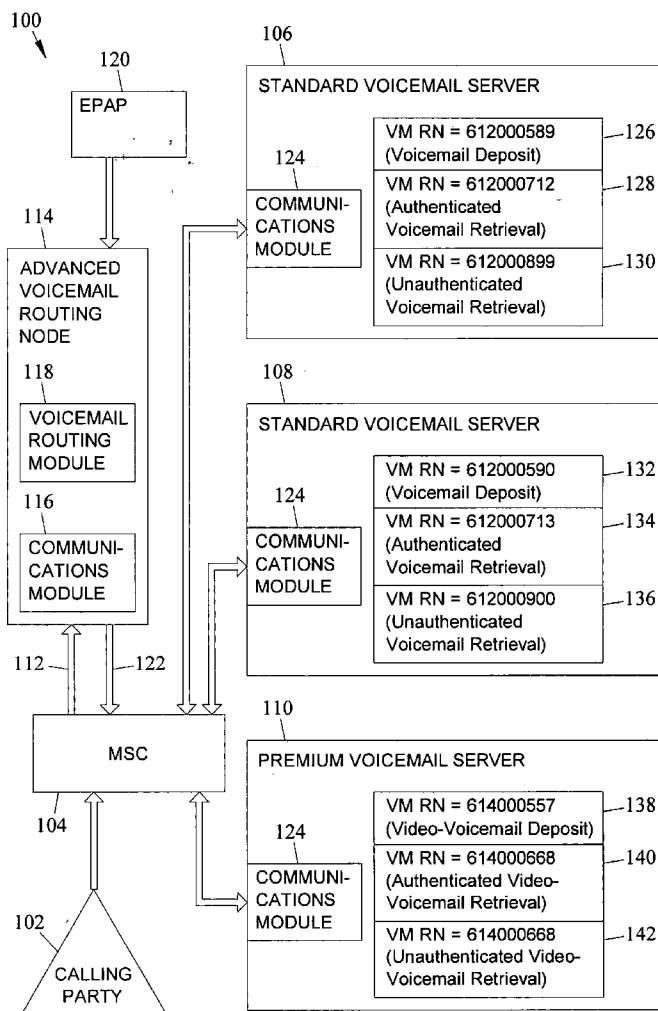 100
120
EPAP
114
ADVANCED
VOICEMAIL
ROUTING
NODE
118
VOICEMAIL
ROUTING
MODULE
116
COMMUNI-
CATIONS
MODULE
112
122
MSC
104
102
CALLING
PARTY
106
STANDARD VOICEMAIL SERVER
124
COMMUNI-
CATIONS
MODULE
VM RN = 612000589
(Voicemail Deposit)
126
VM RN = 612000712
(Authenticated
Voicemail Retrieval)
128
VM RN = 612000899
(Unauthenticated
Voicemail Retrieval)
130
108
STANDARD VOICEMAIL SERVER
124
COMMUNI-
CATIONS
MODULE
VM RN = 612000590
(Voicemail Deposit)
132
VM RN = 612000713
(Authenticated
Voicemail Retrieval)
134
VM RN = 612000900
(Unauthenticated
Voicemail Retrieval)
136
110
PREMIUM VOICEMAIL SERVER
124
COMMUNI-
CATIONS
MODULE
VM RN = 614000557
(Video-Voicemail Deposit)
138
VM RN = 614000668
(Authenticated Video-
Voicemail Retrieval)
140
VM RN = 614000668
(Unauthenticated Video-
Voicemail Retrieval)
142